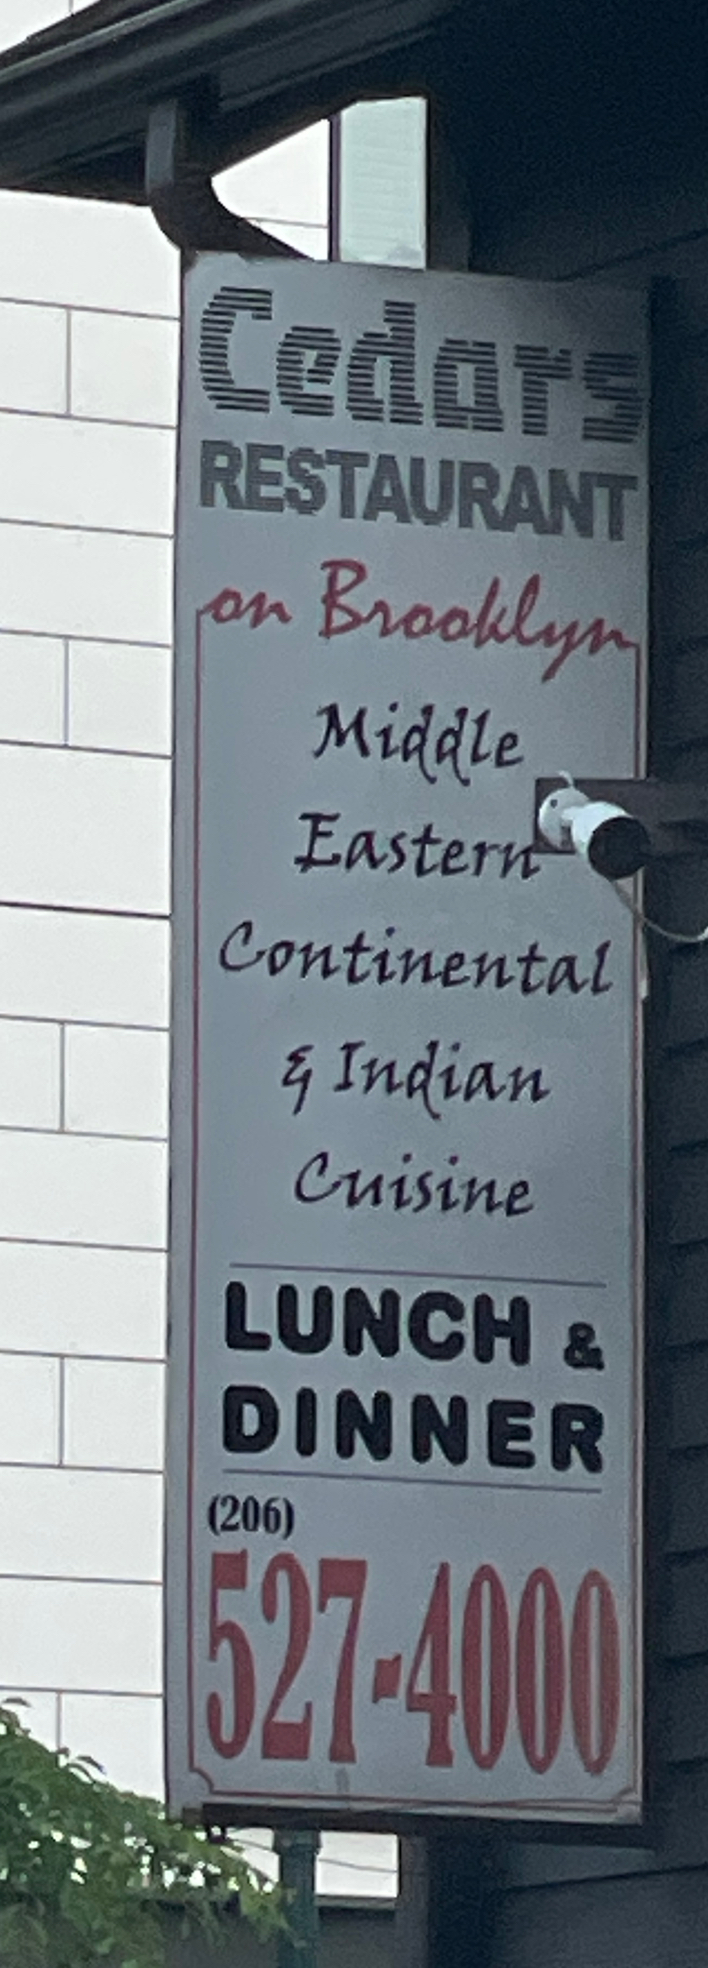 Cedars
RESTAURANT
on Brooklyn
Middle
Eastern
Continental
& Indian
Cuisine
LUNCH &
DINNER
(206)
527-4000